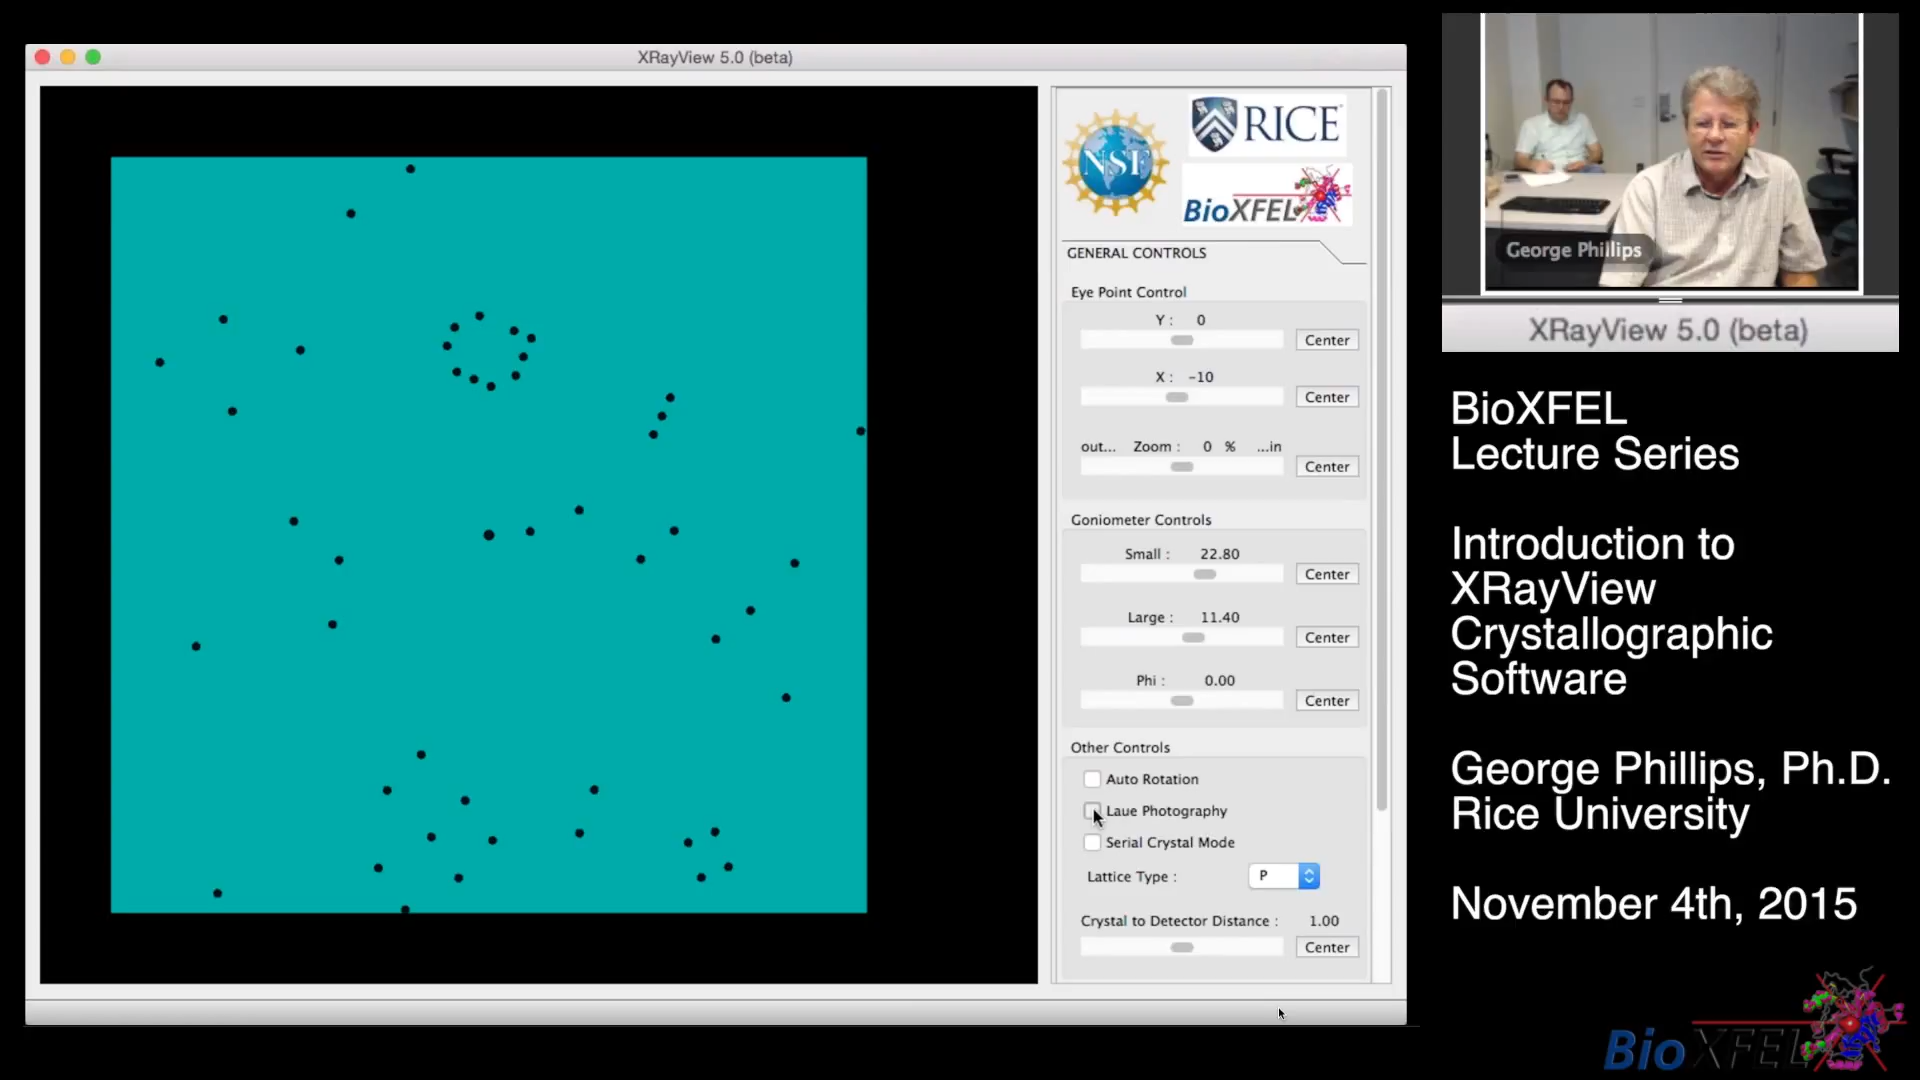 XRayView 5.0 (beta)
NSF
RICE
BioXFEL
GENERAL CONTROLS
Eye Point Control
Y : 0
Center
X : -10
Center
out... Zoom : 0 % ...in
Center
Goniometer Controls
Small : 22.80
Center
Large : 11.40
Center
Phi : 0.00
Center
Other Controls
Auto Rotation
Laue Photography
Serial Crystal Mode
Lattice Type : P
Crystal to Detector Distance : 1.00
Center
George Phillips
XRayView 5.0 (beta)
BioXFEL
Lecture Series
Introduction to
XRayView
Crystallographic
Software
George Phillips, Ph.D.
Rice University
November 4th, 2015
BioXFEL